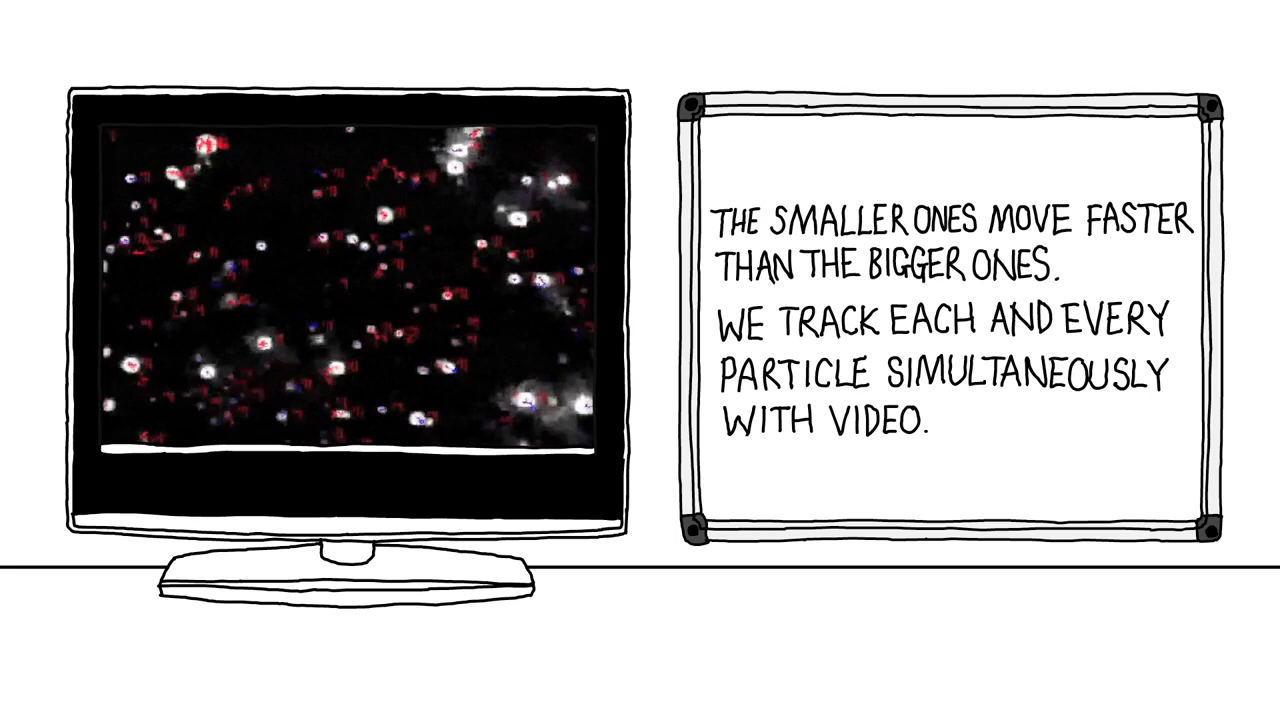 THE SMALLER ONES MOVE FASTER
THAN THE BIGGER ONES.
WE TRACK EACH AND EVERY
PARTICLE SIMULTANEOUSLY
WITH VIDEO.